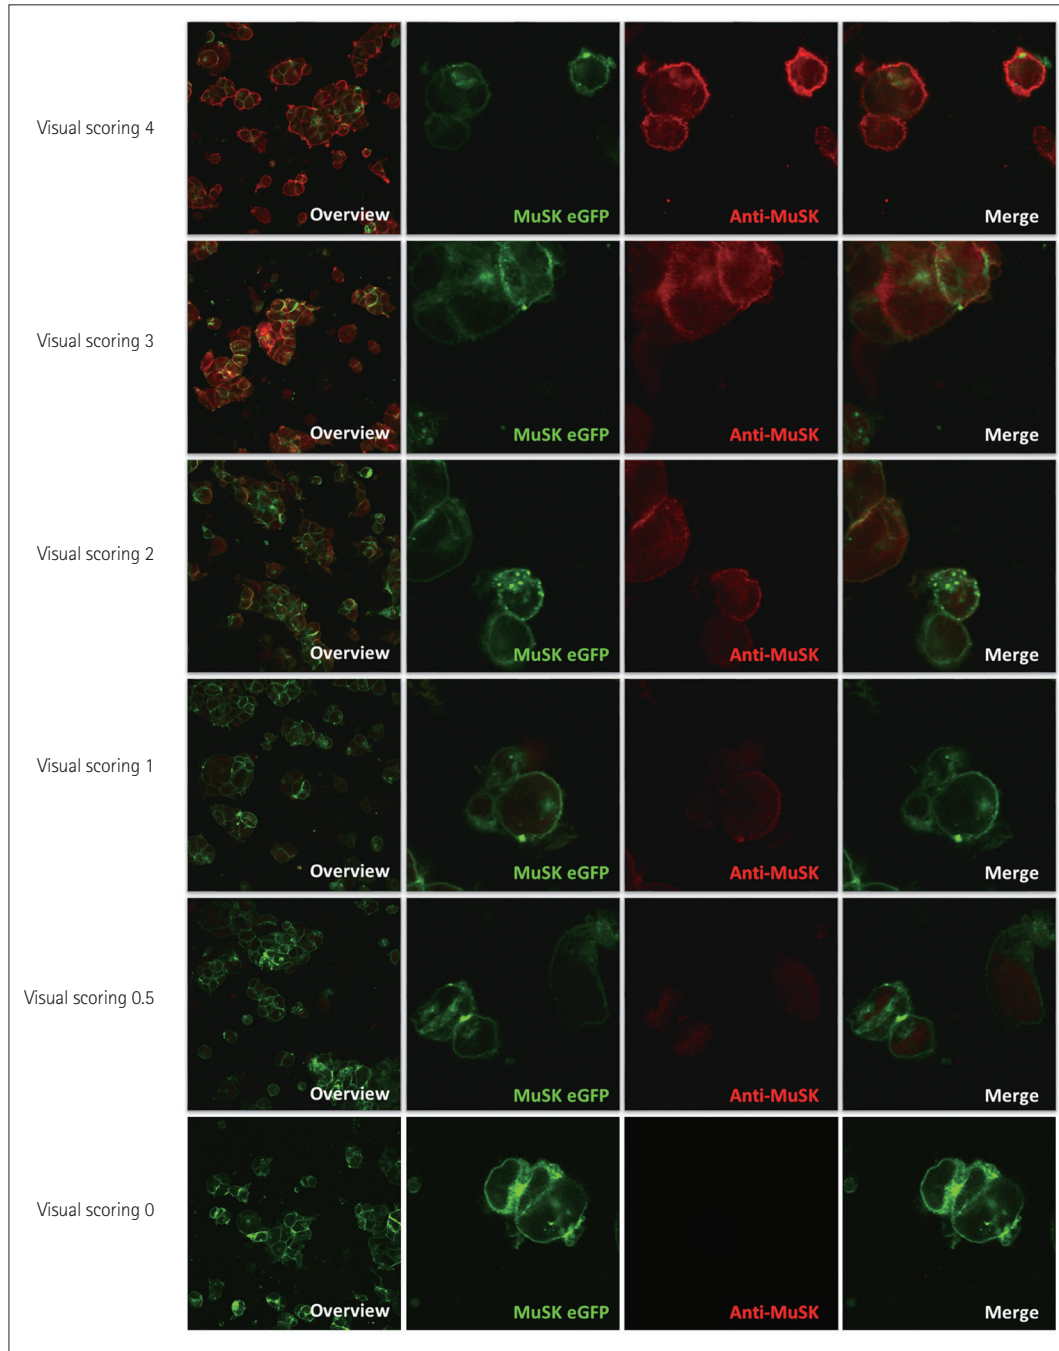 Visual scoring 4
Overview
MuSK eGFP
Anti-MuSK
Merge
Visual scoring 3
Overview
MuSK eGFP
Anti-MuSK
Merge
Visual scoring 2
Overview
MuSK eGFP
Anti-MuSK
Merge
Visual scoring 1
Overview
MuSK eGFP
Anti-MuSK
Merge
Visual scoring 0.5
Overview
MuSK eGFP
Anti-MuSK
Merge
Visual scoring 0
Overview
MuSK eGFP
Anti-MuSK
Merge